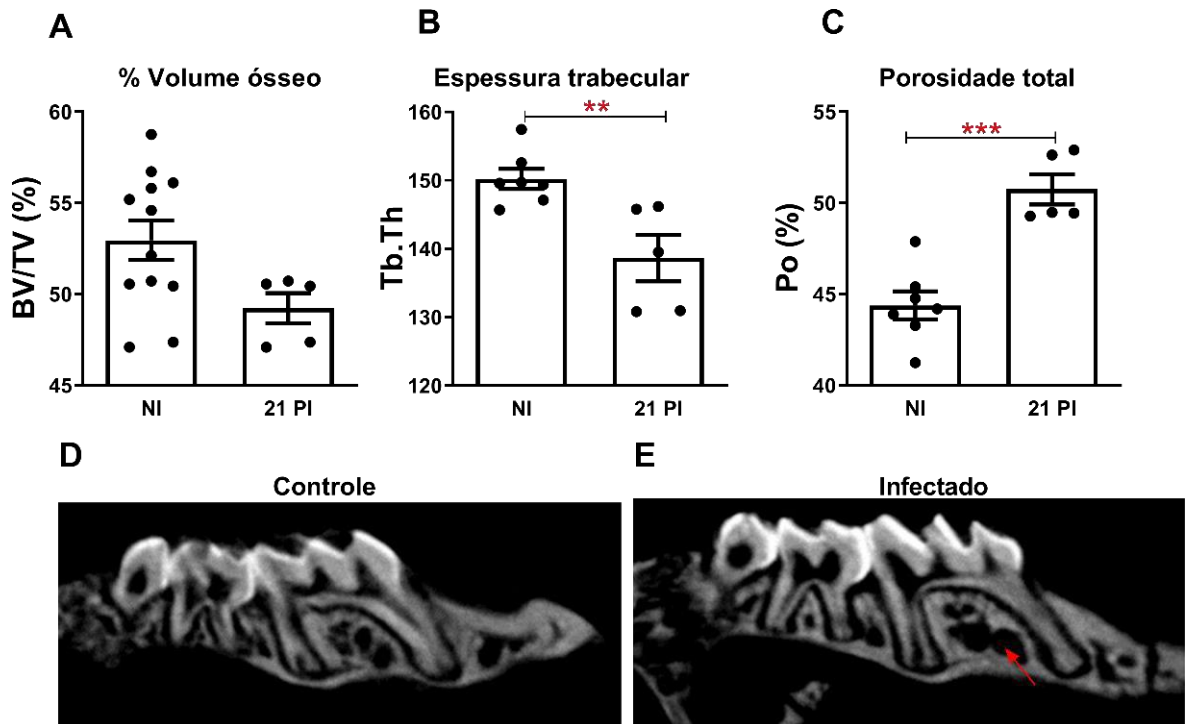 A
% Volume ósseo
BV/TV (%)
60
55
50
45
NI
21 PI
B
Espessura trabecular
**
Tb.Th
160
150
140
130
120
NI
21 PI
C
Porosidade total
***
Po (%)
55
50
45
40
NI
21 PI
D
Controle
E
Infectado